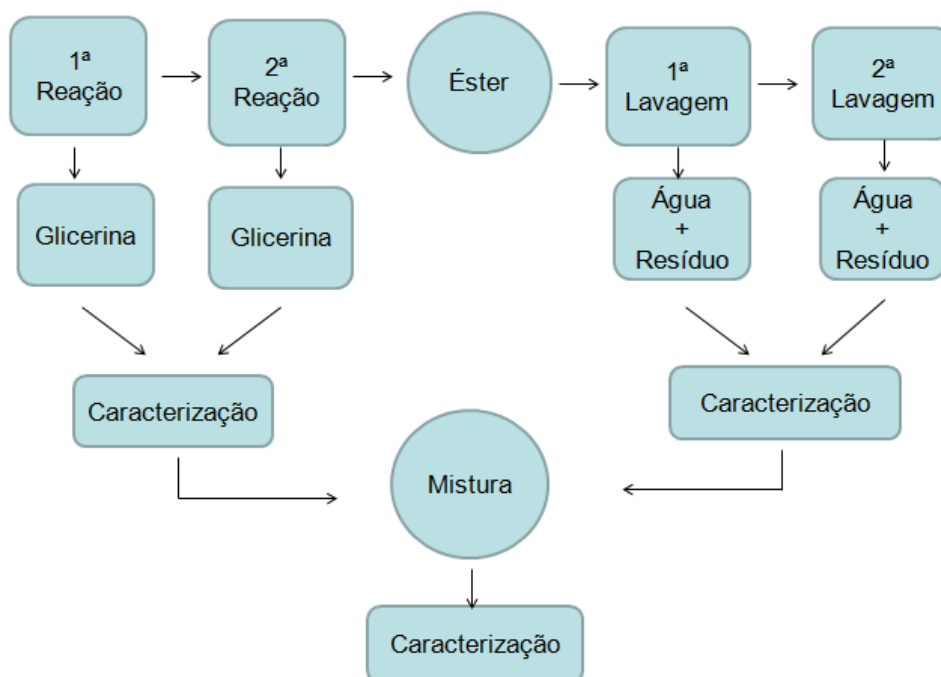 1ª
Reação
2ª
Reação
Éster
1ª
Lavagem
2ª
Lavagem
Glicerina
Glicerina
Água
+
Resíduo
Água
+
Resíduo
Caracterização
Caracterização
Mistura
Caracterização